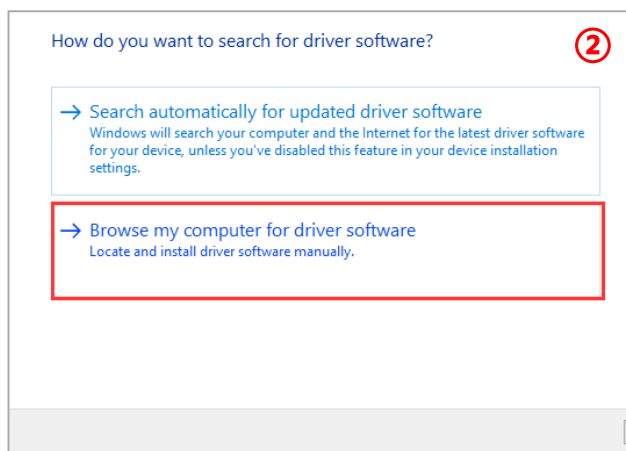 How do you want to search for driver software?
②
→ Search automatically for updated driver software
Windows will search your computer and the Internet for the latest driver software
for your device, unless you've disabled this feature in your device installation
settings.
→ Browse my computer for driver software
Locate and install driver software manually.